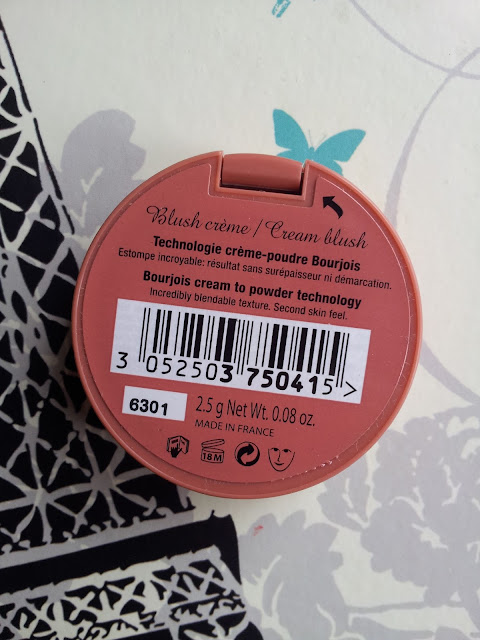 Blush crème / Cream blush
Technologie crème-poudre Bourjois
Estompe incroyable: résultat sans surépaisseur ni démarcation.
Bourjois cream to powder technology
Incredibly blendable texture. Second skin feel.
3 052503 750415 >
6301 2.5 g Net Wt. 0.08 oz.
MADE IN FRANCE
18M